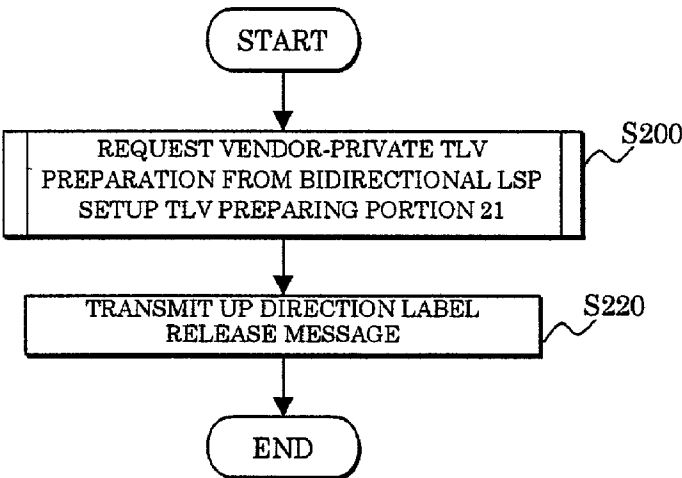 START
REQUEST VENDOR-PRIVATE TLV
PREPARATION FROM BIDIRECTIONAL LSP
SETUP TLV PREPARING PORTION 21
S200
TRANSMIT UP DIRECTION LABEL
RELEASE MESSAGE
S220
END